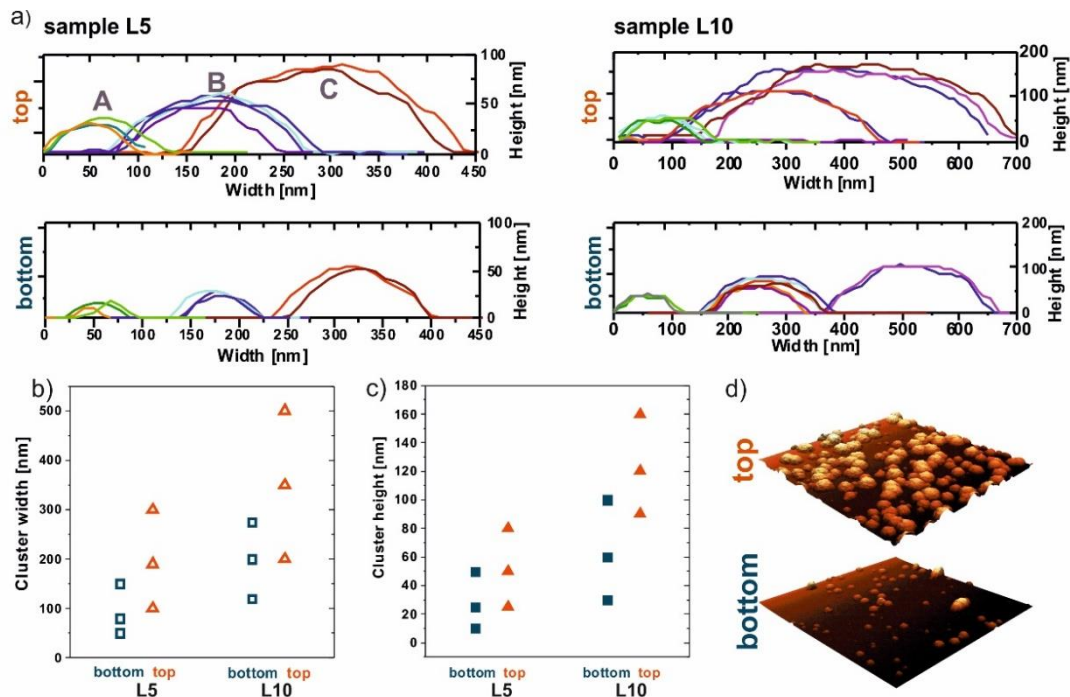 a)
sample L5
sample L10
top
A
B
C
100
50
0
Height [nm]
0 50 100 150 200 250 300 350 400 450
Width [nm]
top
200
150
100
50
0
Height [nm]
0 100 200 300 400 500 600 700
Width [nm]
bottom
100
50
0
Height [nm]
0 50 100 150 200 250 300 350 400 450
Width [nm]
bottom
200
100
0
Height [nm]
0 100 200 300 400 500 600 700
Width [nm]
b)
Cluster width [nm]
500
400
300
200
100
0
bottom top
bottom top
L5
L10
c)
Cluster height [nm]
180
160
140
120
100
80
60
40
20
0
bottom top
bottom top
L5
L10
d)
top
bottom